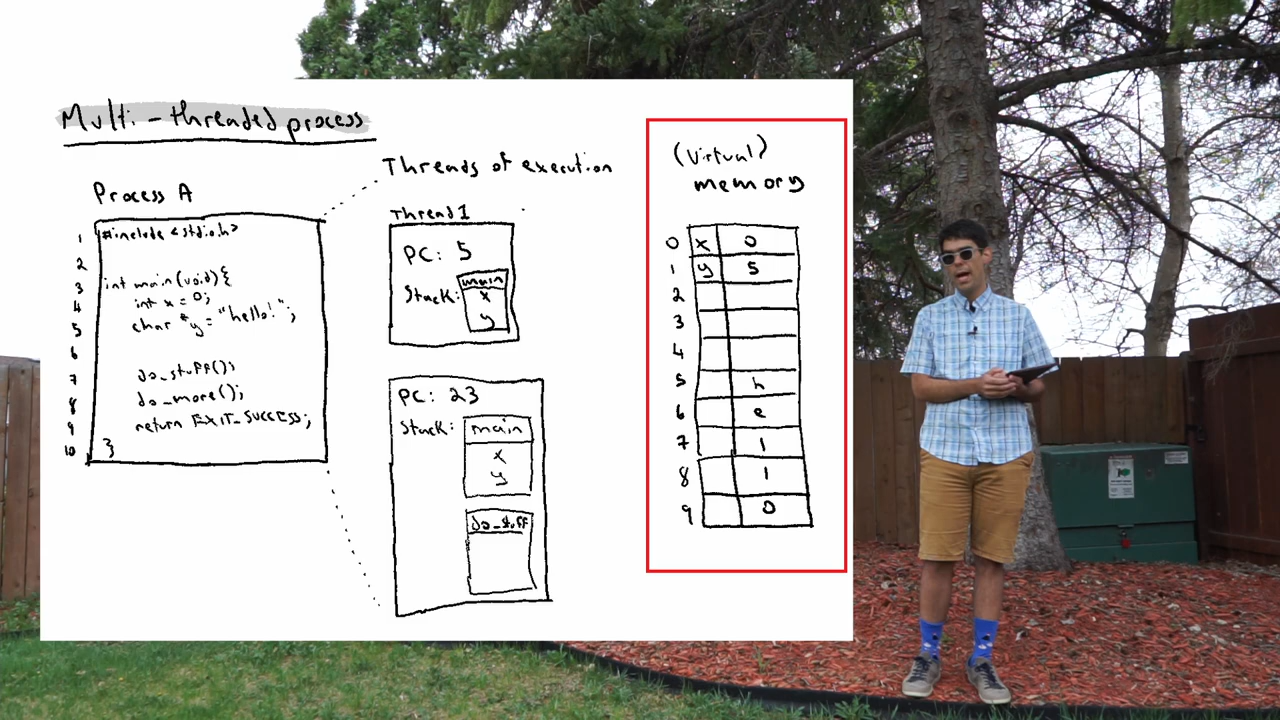 Multi-threaded process
Process A
1 #include <stdio.h>
2
3 int main(void){
4 int x = 0;
5 char *y = "hello!";
6
7 do_stuff();
8 do_more();
9 return EXIT_SUCCESS;
10 }
Threads of execution
Thread 1
PC: 5
Stack:
main
x
y
PC: 23
Stack:
main
x
y
do_stuff
(virtual)
memory
0 x 0
1 y 5
2
3
4
5 h
6 e
7 l
8 l
9 o